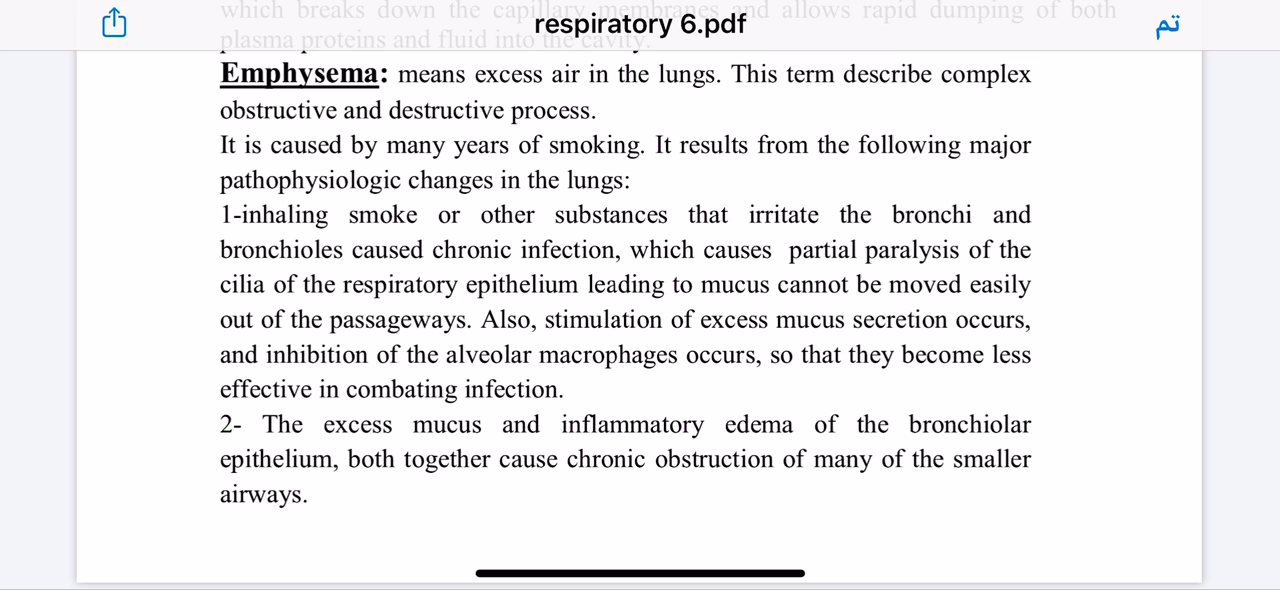 which breaks down the capillary membranes and allows rapid dumping of both
respiratory 6.pdf
تم
plasma proteins and fluid into the cavity.
Emphysema: means excess air in the lungs. This term describe complex
obstructive and destructive process.
It is caused by many years of smoking. It results from the following major
pathophysiologic changes in the lungs:
1-inhaling smoke or other substances that irritate the bronchi and
bronchioles caused chronic infection, which causes partial paralysis of the
cilia of the respiratory epithelium leading to mucus cannot be moved easily
out of the passageways. Also, stimulation of excess mucus secretion occurs,
and inhibition of the alveolar macrophages occurs, so that they become less
effective in combating infection.
2- The excess mucus and inflammatory edema of the bronchiolar
epithelium, both together cause chronic obstruction of many of the smaller
airways.